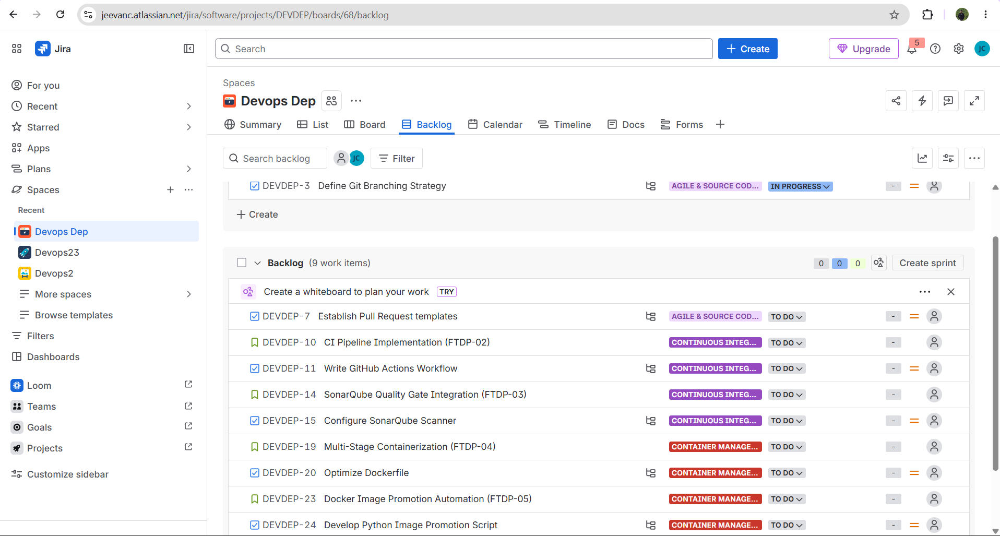 jeevanc.atlassian.net/jira/software/projects/DEVDEP/boards/68/backlog
Jira
Search
Create
Upgrade
5
JC
For you
Recent
Starred
Apps
Plans
Spaces
Recent
Devops Dep
Devops23
Devops2
More spaces
Browse templates
Filters
Dashboards
Loom
Teams
Goals
Projects
Customize sidebar
Spaces
Devops Dep
Summary
List
Board
Backlog
Calendar
Timeline
Docs
Forms
Search backlog
JC
Filter
DEVDEP-3 Define Git Branching Strategy AGILE & SOURCE COD... IN PROGRESS -
Create
Backlog (9 work items) 0 0 0 Create sprint
Create a whiteboard to plan your work TRY
DEVDEP-7 Establish Pull Request templates AGILE & SOURCE COD... TO DO -
DEVDEP-10 CI Pipeline Implementation (FTDP-02) CONTINUOUS INTEG... TO DO -
DEVDEP-11 Write GitHub Actions Workflow CONTINUOUS INTEG... TO DO -
DEVDEP-14 SonarQube Quality Gate Integration (FTDP-03) CONTINUOUS INTEG... TO DO -
DEVDEP-15 Configure SonarQube Scanner CONTINUOUS INTEG... TO DO -
DEVDEP-19 Multi-Stage Containerization (FTDP-04) CONTAINER MANAGE... TO DO -
DEVDEP-20 Optimize Dockerfile CONTAINER MANAGE... TO DO -
DEVDEP-23 Docker Image Promotion Automation (FTDP-05) CONTAINER MANAGE... TO DO -
DEVDEP-24 Develop Python Image Promotion Script CONTAINER MANAGE... TO DO -